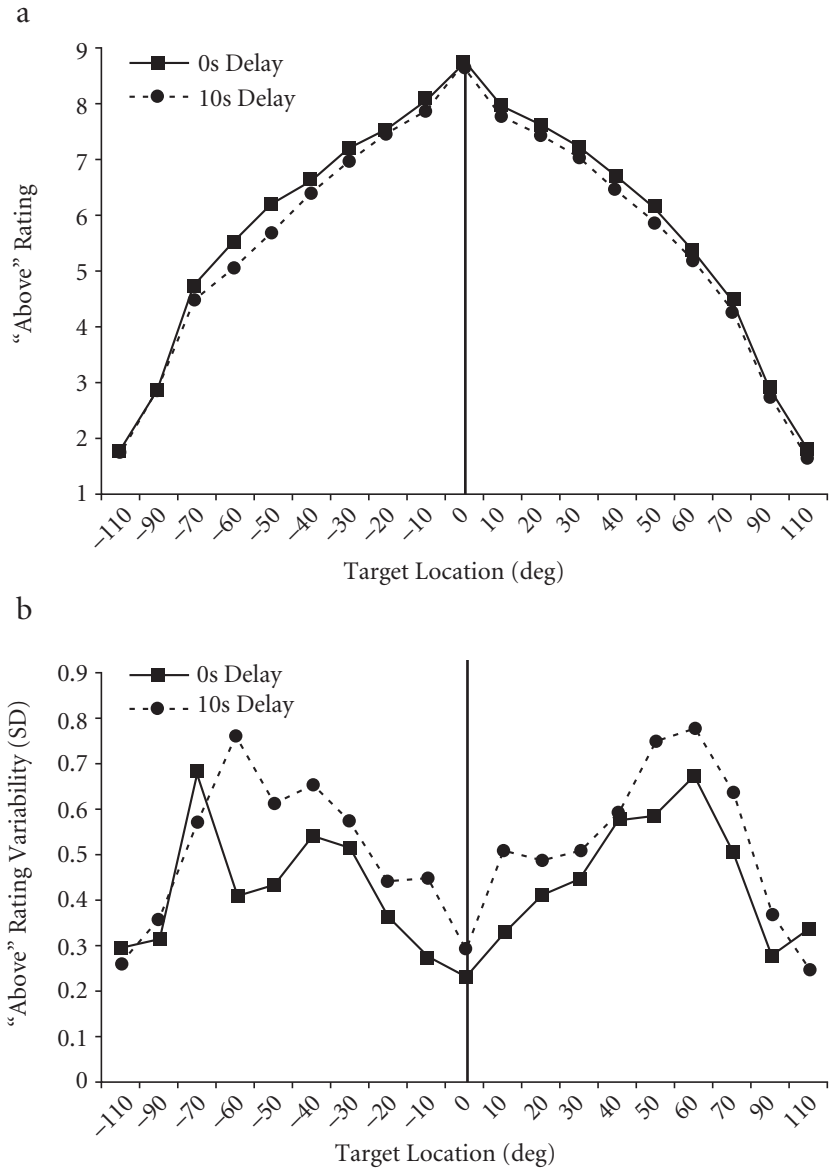 a
9
8
7
6
5
4
3
2
1
“Above” Rating
0s Delay
10s Delay
–110 –90 –70 –60 –50 –40 –30 –20 –10 0 10 20 30 40 50 60 70 90 110
Target Location (deg)
b
0.9
0.8
0.7
0.6
0.5
0.4
0.3
0.2
0.1
0
“Above” Rating Variability (SD)
0s Delay
10s Delay
–110 –90 –70 –60 –50 –40 –30 –20 –10 0 10 20 30 40 50 60 70 90 110
Target Location (deg)